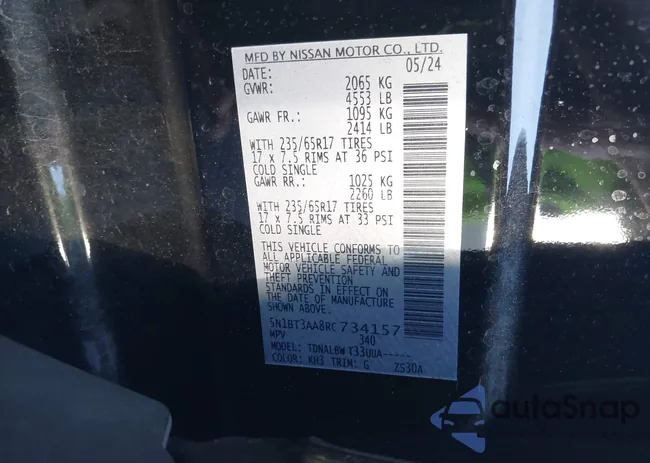 MFD BY NISSAN MOTOR CO., LTD.
DATE: 05/24
GVWR: 2065 KG
4553 LB
GAWR FR.: 1095 KG
2414 LB
WITH 235/65R17 TIRES
17 x 7.5 RIMS AT 36 PSI
COLD SINGLE
GAWR RR.: 1025 KG
2260 LB
WITH 235/65R17 TIRES
17 x 7.5 RIMS AT 33 PSI
COLD SINGLE
THIS VEHICLE CONFORMS TO
ALL APPLICABLE FEDERAL
MOTOR VEHICLE SAFETY AND
THEFT PREVENTION
STANDARDS IN EFFECT ON
THE DATE OF MANUFACTURE
SHOWN ABOVE.
5N1BT3AA8RC734157
MPV 340
MODEL: TDNALBW T33UUA-----
COLOR: KH3 TRIM: G ZS30A
autoSnap